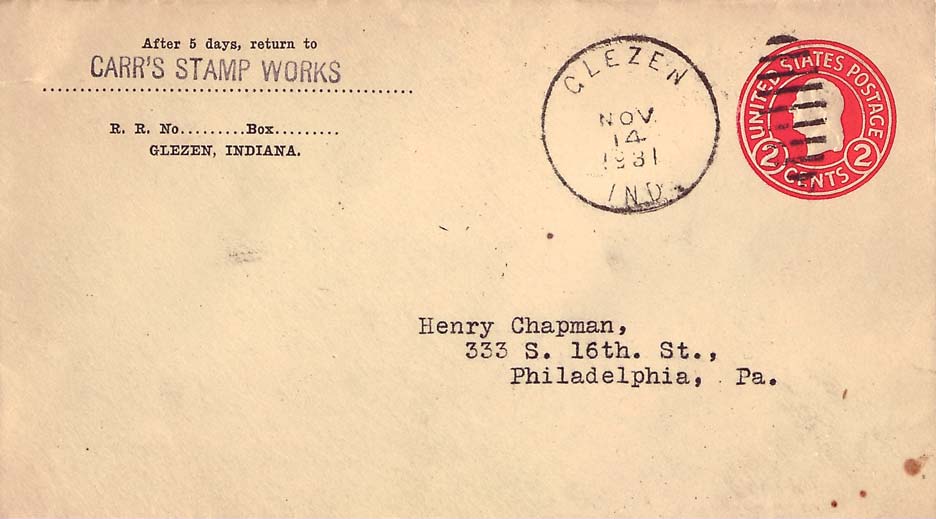 After 5 days, return to
CARR'S STAMP WORKS
R. R. No.........Box.........
GLEZEN, INDIANA.
GLEZEN
NOV
14
1931
IND.
UNITED STATES POSTAGE
2 CENTS 2
Henry Chapman,
333 S. 16th. St.,
Philadelphia, Pa.